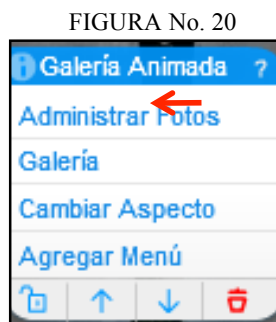 FIGURA No. 20
Galería Animada ?
Administrar Fotos
Galería
Cambiar Aspecto
Agregar Menú